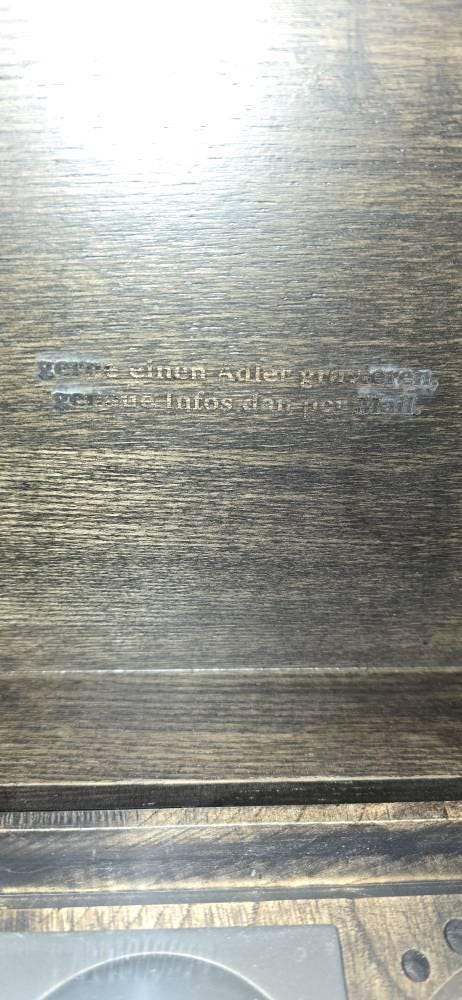 gerne einen Adler gravieren,
genaue Infos dan per Mail.